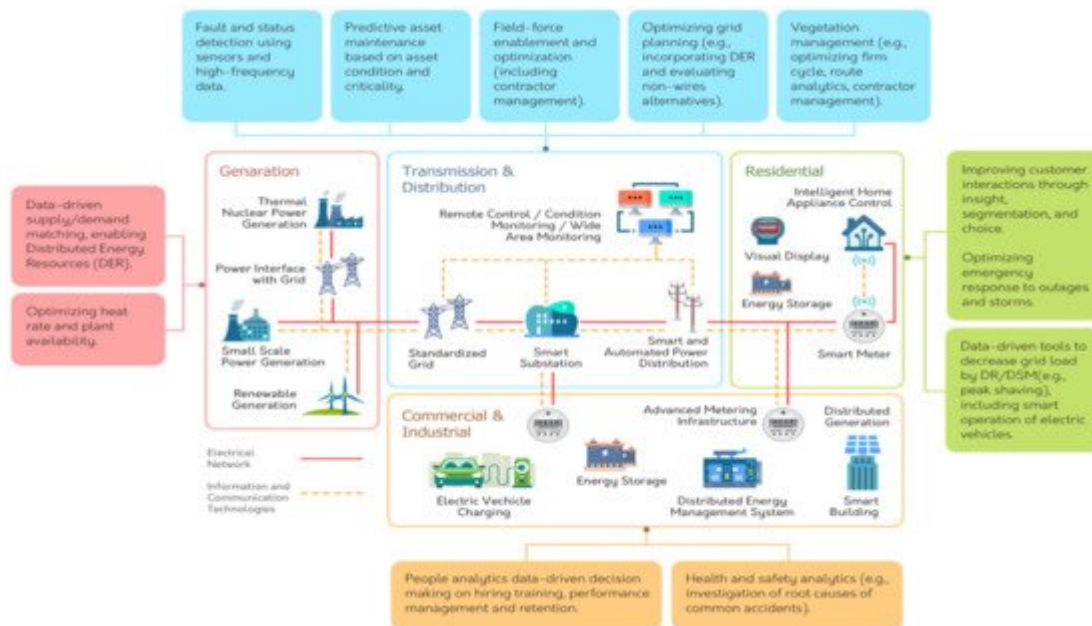 Fault and status
detection using
sensors and
high-frequency
data.
Predictive asset
maintenance
based on asset
condition and
criticality.
Field-force
enablement and
optimization
(including
contractor
management).
Optimizing grid
planning (e.g.,
incorporating DER
and evaluating
non-wires
alternatives).
Vegetation
management (e.g.,
optimizing firm
cycle, route
analytics, contractor
management).
Data-driven
supply/demand
matching, enabling
Distributed Energy
Resources (DER).
Optimizing heat
rate and plant
availability.
Genaration
Thermal
Nuclear Power
Generation
Power Interface
with Grid
Small Scale
Power Generation
Renewable
Generation
Transmission &
Distribution
Remote Control / Condition
Monitoring / Wide
Area Monitoring
Standardized
Grid
Smart
Substation
Smart and
Automated Power
Distribution
Residential
Intelligent Home
Appliance Control
Visual Display
Energy Storage
Smart Meter
Improving customer
interactions through
insight,
segmentation, and
choice.
Optimizing
emergency
response to outages
and storms.
Data-driven tools to
decrease grid load
by DR/DSM(e.g.,
peak shaving),
including smart
operation of electric
vehicles.
Electrical
Network
Information and
Communication
Technologies
Commercial &
Industrial
Advanced Metering
Infrastructure
Distributed
Generation
Electric Vechicle
Charging
Energy Storage
Distributed Energy
Management System
Smart
Building
People analytics data-driven decision
making on hiring training, performance
management and retention.
Health and safety analytics (e.g.,
investigation of root causes of
common accidents).